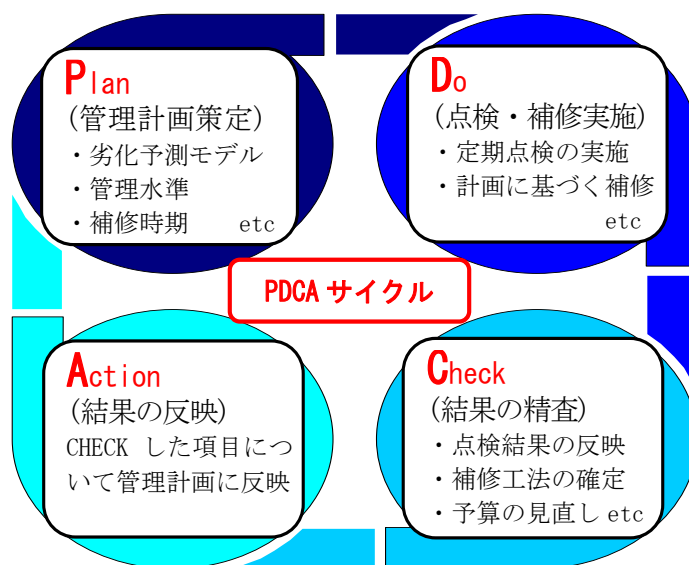 Plan
(管理計画策定)
・劣化予測モデル
・管理水準
・補修時期 etc
Do
(点検・補修実施)
・定期点検の実施
・計画に基づく補修
etc
PDCA サイクル
Action
(結果の反映)
CHECK した項目につ
いて管理計画に反映
Check
(結果の精査)
・点検結果の反映
・補修工法の確定
・予算の見直し etc